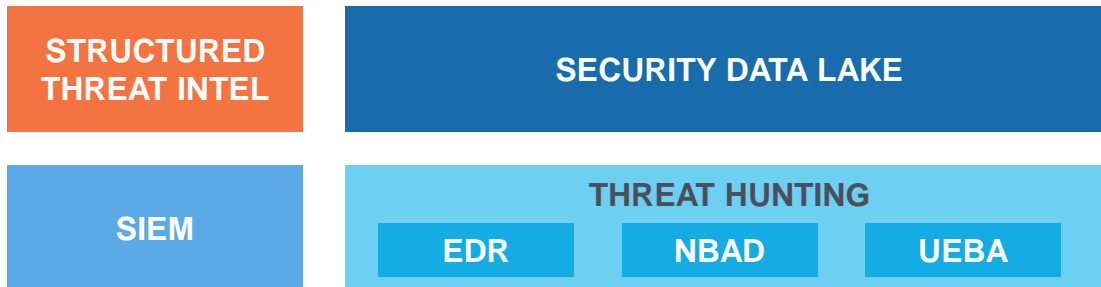 STRUCTURED
THREAT INTEL
SECURITY DATA LAKE
SIEM
THREAT HUNTING
EDR
NBAD
UEBA